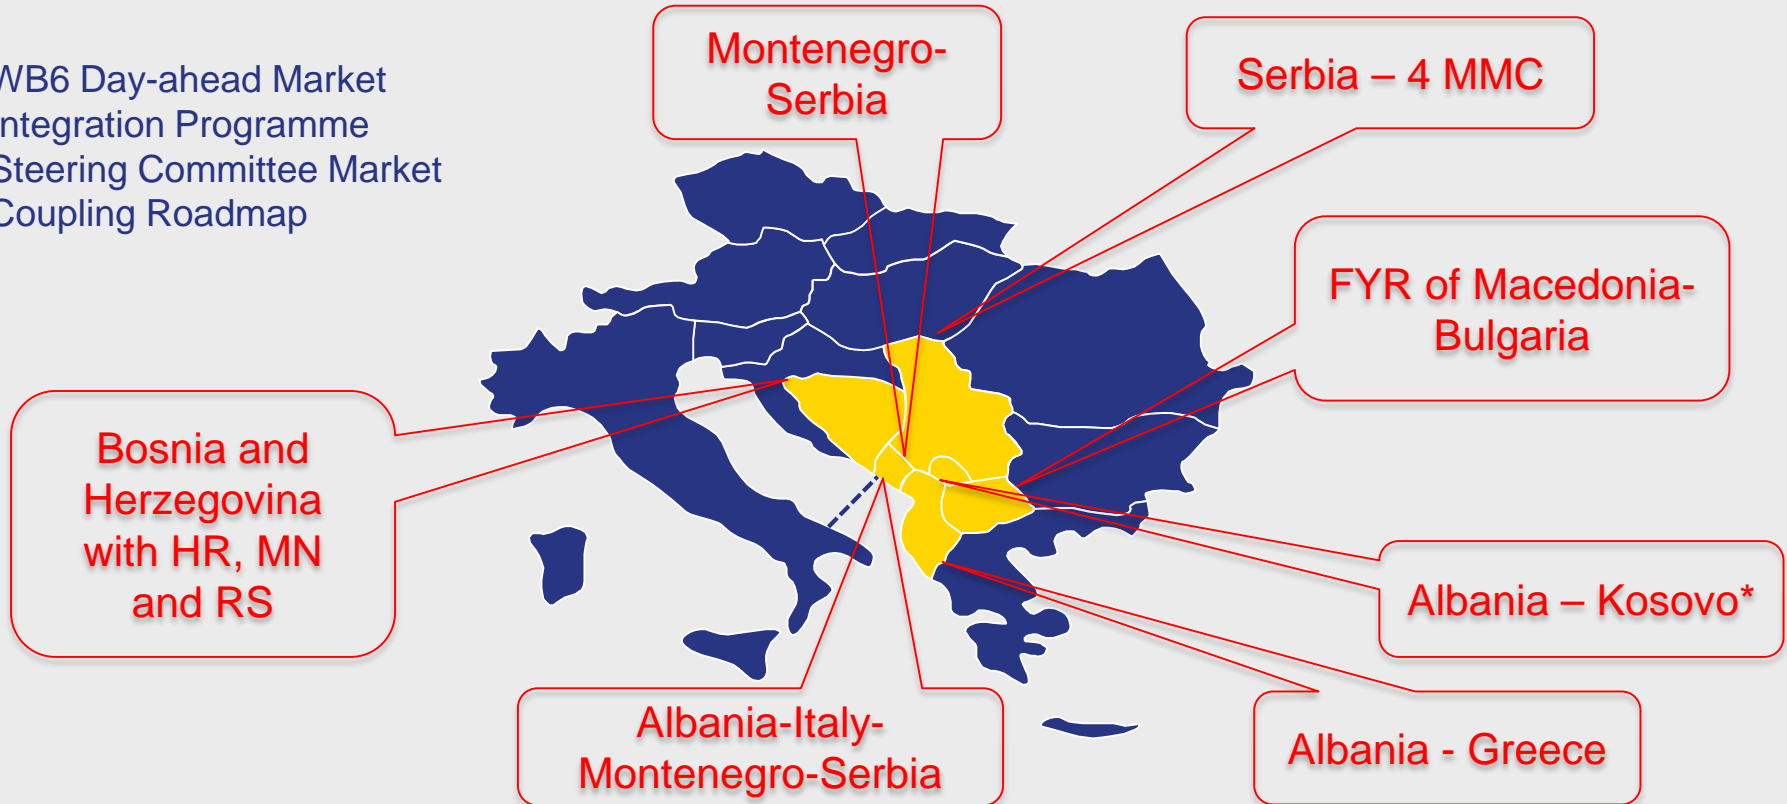 WB6 Day-ahead Market
Integration Programme
Steering Committee Market
Coupling Roadmap
Montenegro-
Serbia
Serbia – 4 MMC
FYR of Macedonia-
Bulgaria
Bosnia and
Herzegovina
with HR, MN
and RS
Albania – Kosovo*
Albania-Italy-
Montenegro-Serbia
Albania - Greece